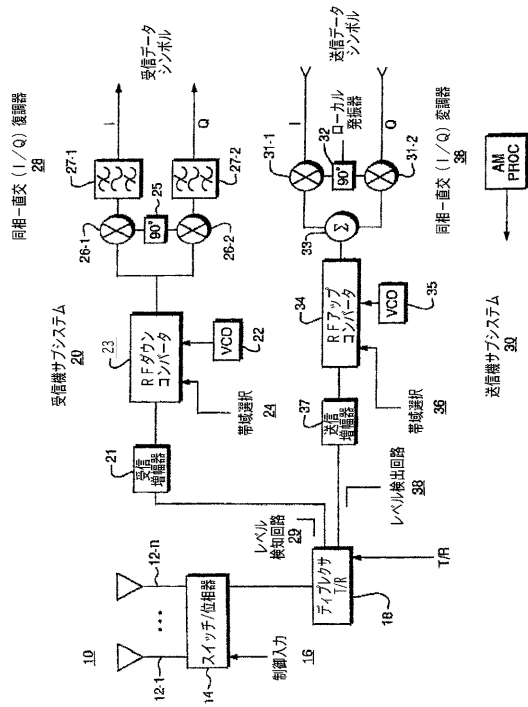 同相－直交（I／Q）復調器
28
27-1
I
受信データ
シンボル
26-1
25
90°
26-2
27-2
Q
受信機サブシステム
20
23
RFダウン
コンバータ
VCO
22
帯域選択
24
21
受信
増幅器
10
12-1
•••
12-n
14
スイッチ/位相器
制御入力
16
レベル
検知回路
29
ディプレクサ
T/R
18
T/R
レベル検出回路
38
37
送信
増幅器
34
RFアップ
コンバータ
VCO
35
帯域選択
36
33
Σ
31-1
I
32
90°
ローカル
発振器
31-2
Q
送信データ
シンボル
同相－直交（I／Q）変調器
38
送信機サブシステム
30
AM
PROC